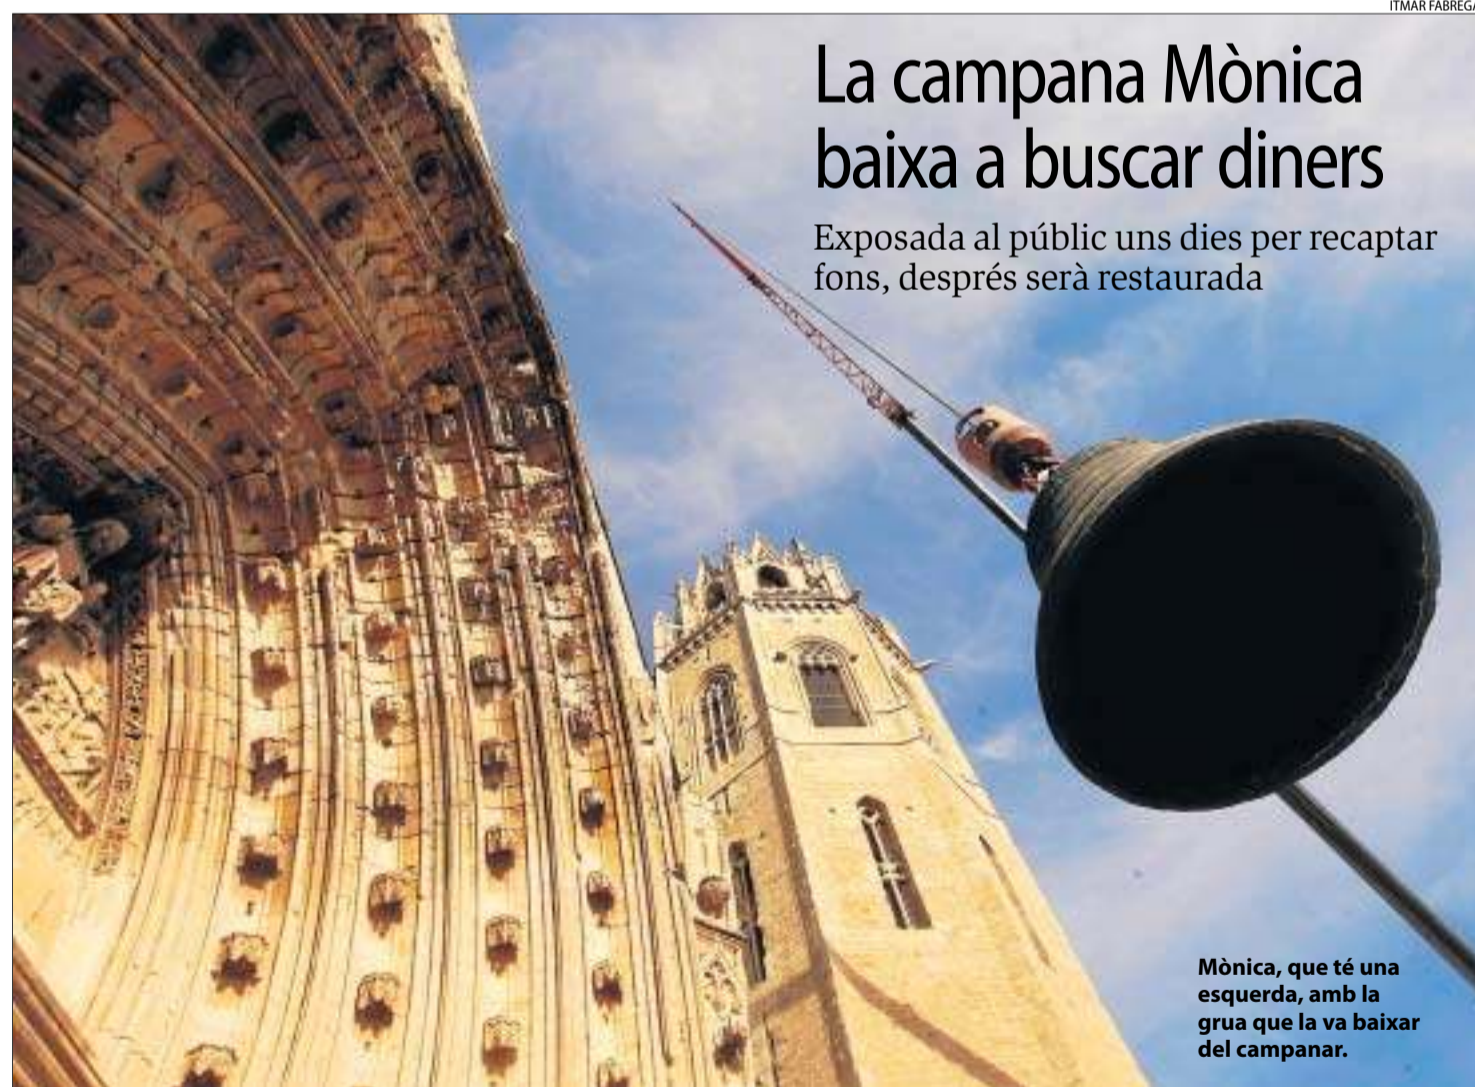 ITMAR FABREGA
La campana Mònica
baixa a buscar diners
Exposada al públic uns dies per recaptar
fons, després serà restaurada
Mònica, que té una
esquerda, amb la
grua que la va baixar
del campanar.